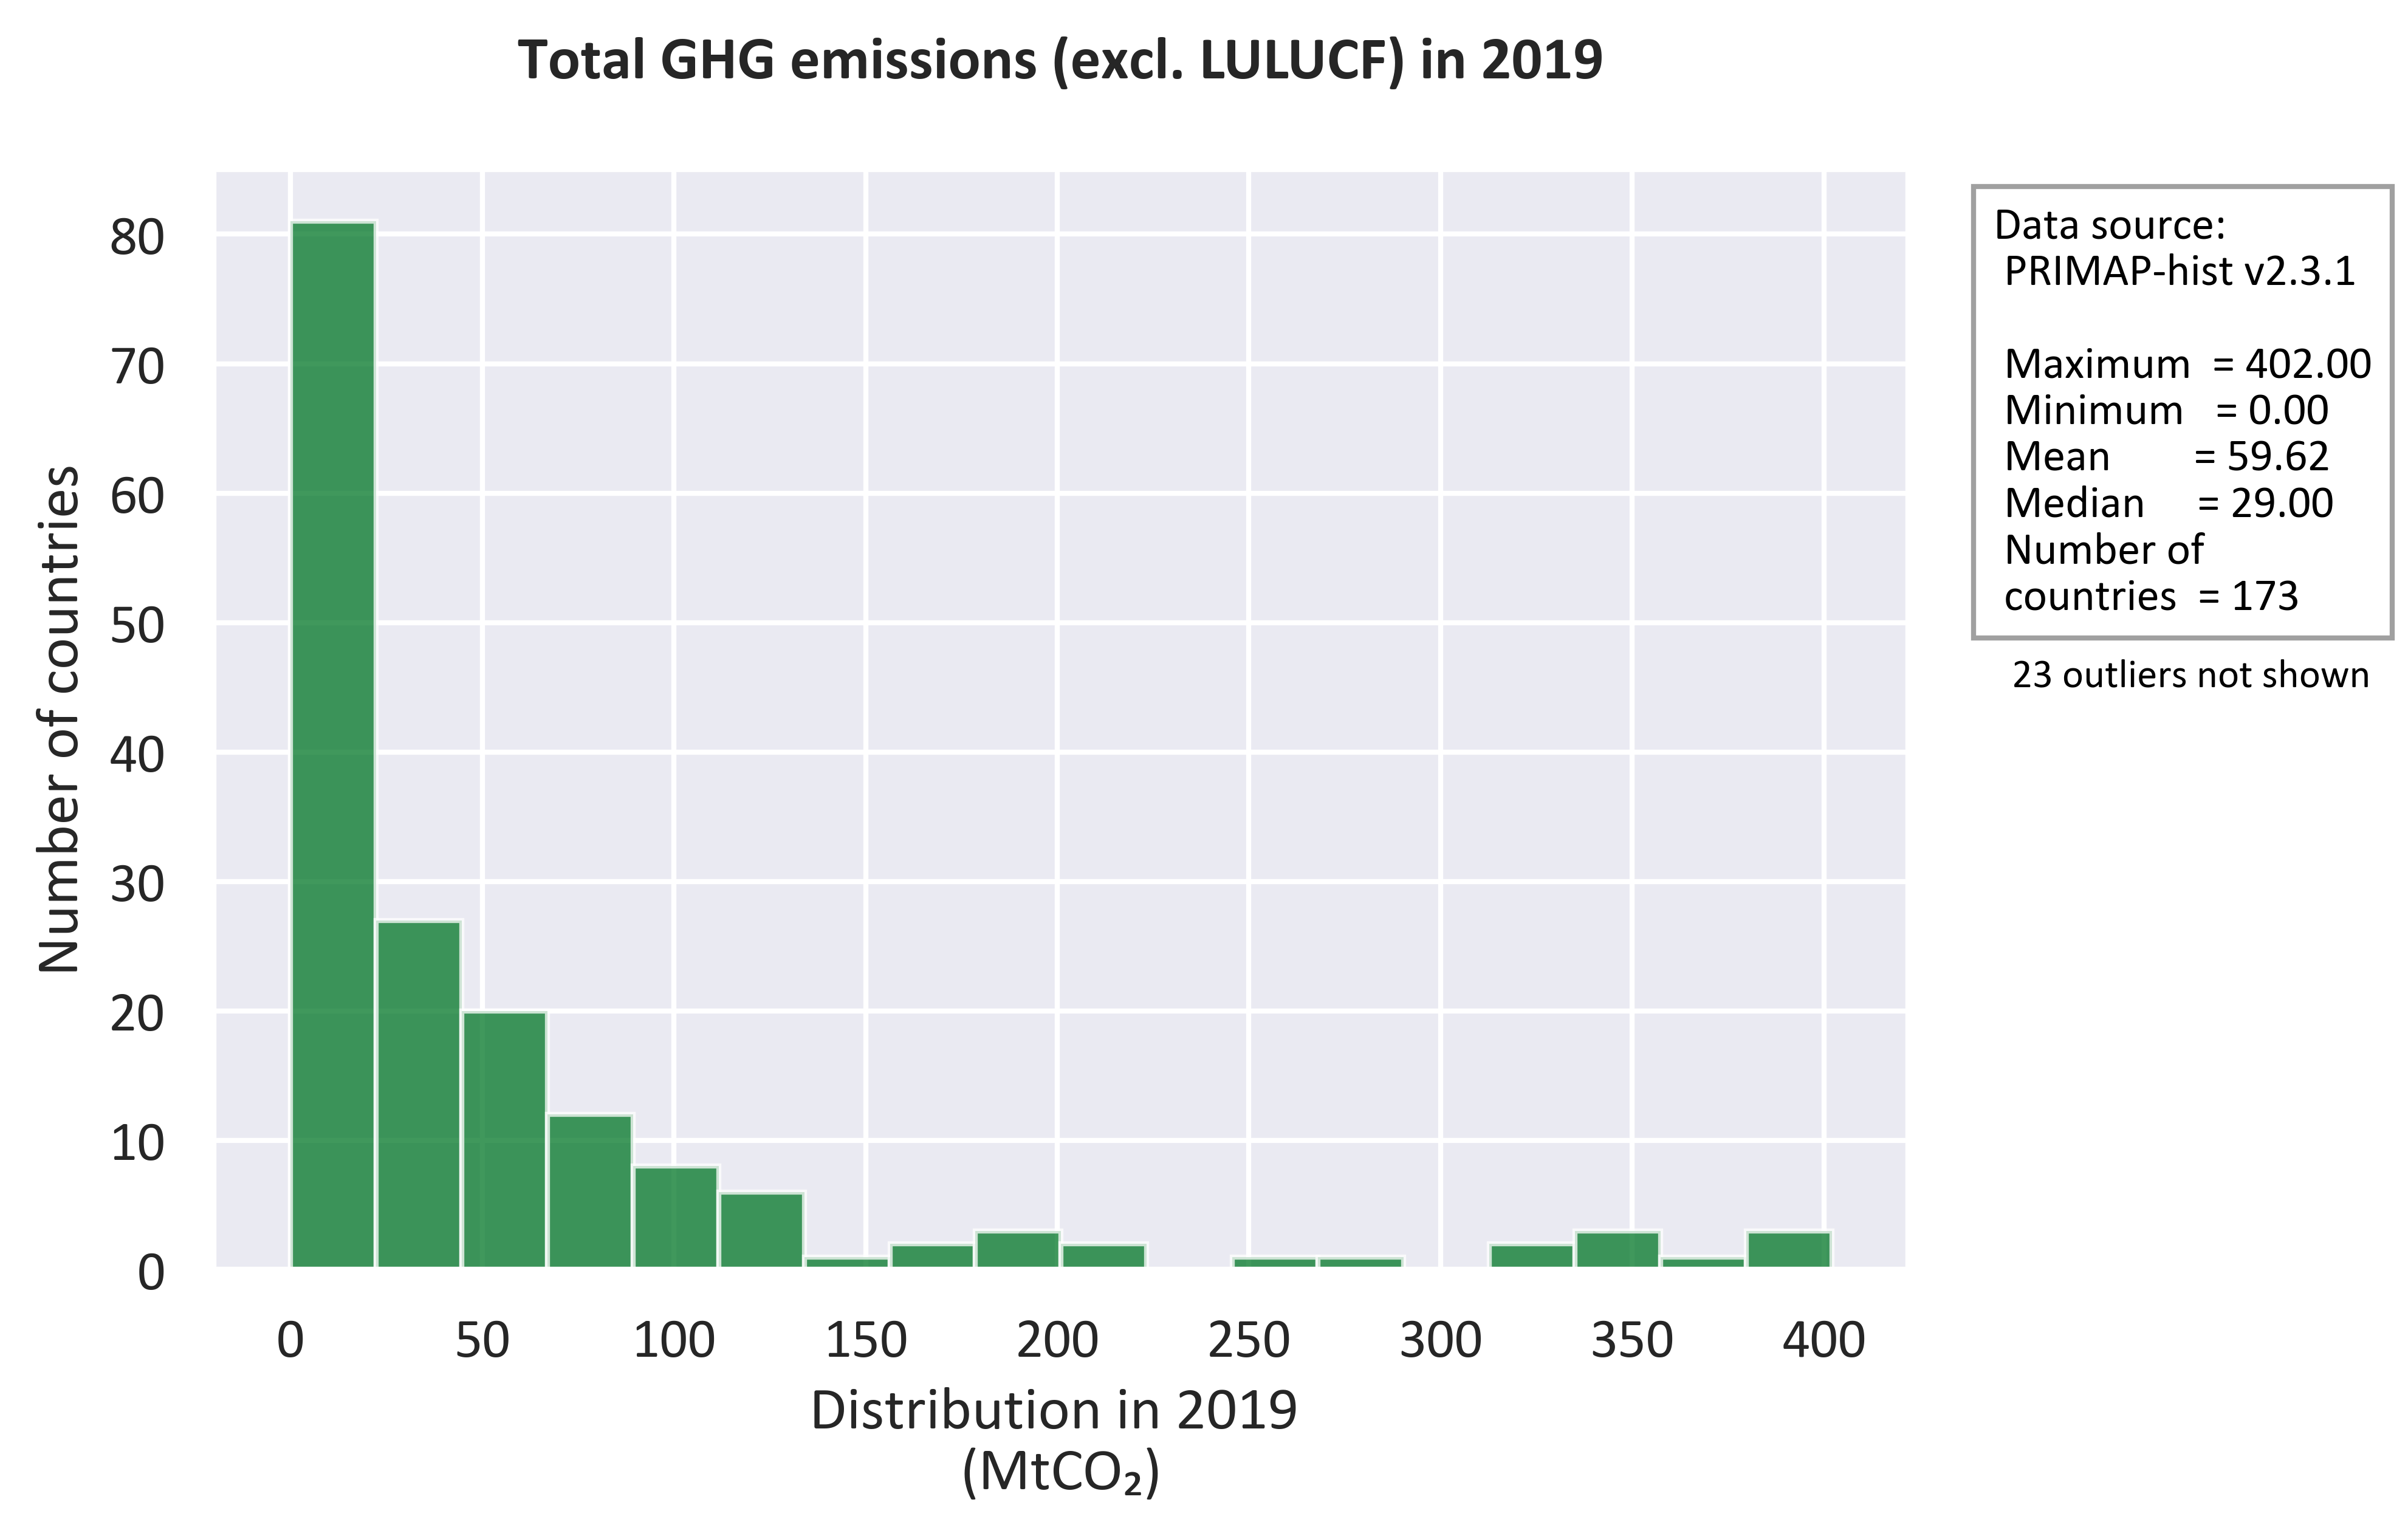 Total GHG emissions (excl. LULUCF) in 2019
80
70
60
50
40
30
20
10
0
Number of countries
0 50 100 150 200 250 300 350 400
Distribution in 2019
(MtCO₂)
Data source:
PRIMAP-hist v2.3.1
Maximum = 402.00
Minimum = 0.00
Mean = 59.62
Median = 29.00
Number of
countries = 173
23 outliers not shown